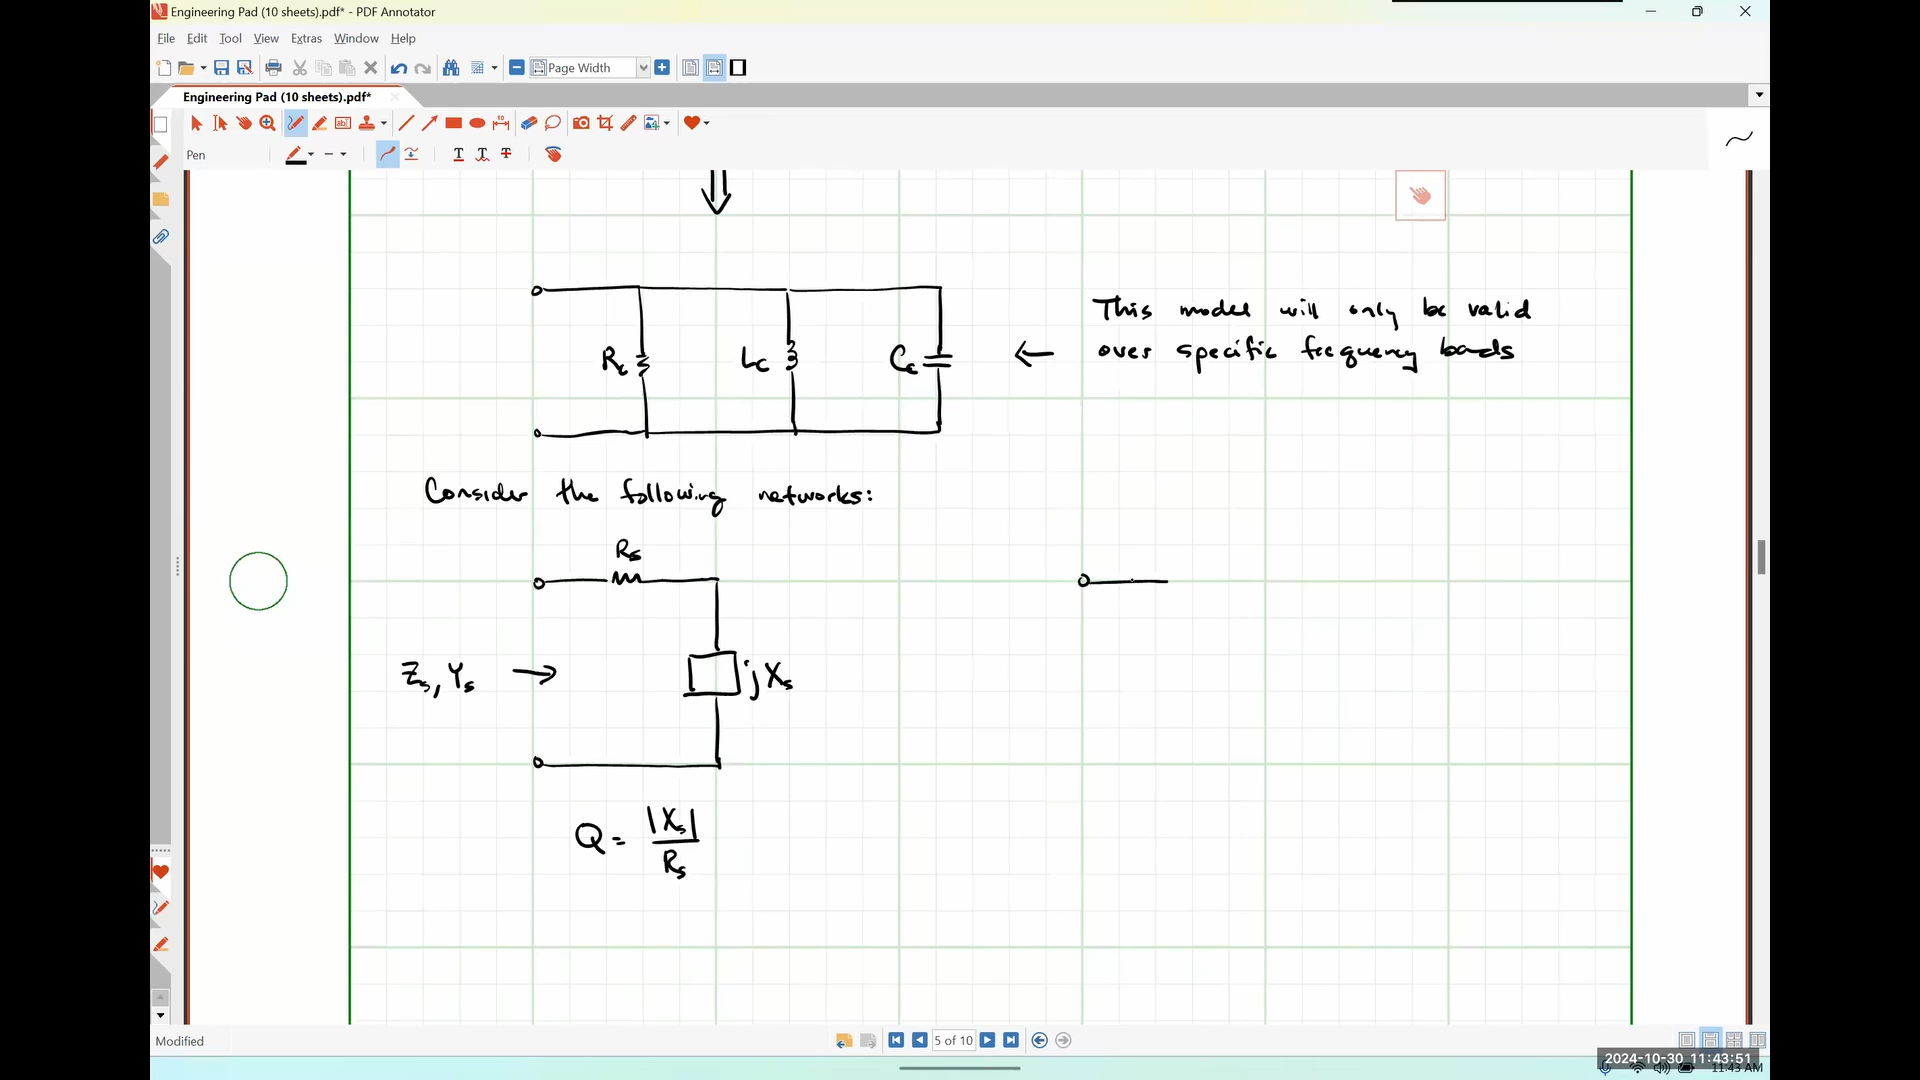 Engineering Pad (10 sheets).pdf* - PDF Annotator
File Edit Tool View Extras Window Help
Page Width
Engineering Pad (10 sheets).pdf*
Pen
This model will only be valid
over specific frequency bands
Rc
Lc
Cc
Consider the following networks:
Rs
Zs, Ys
jXs
Q = |Xs| / Rs
Modified
5 of 10
2024-10-30 11:43:51
11:43 AM